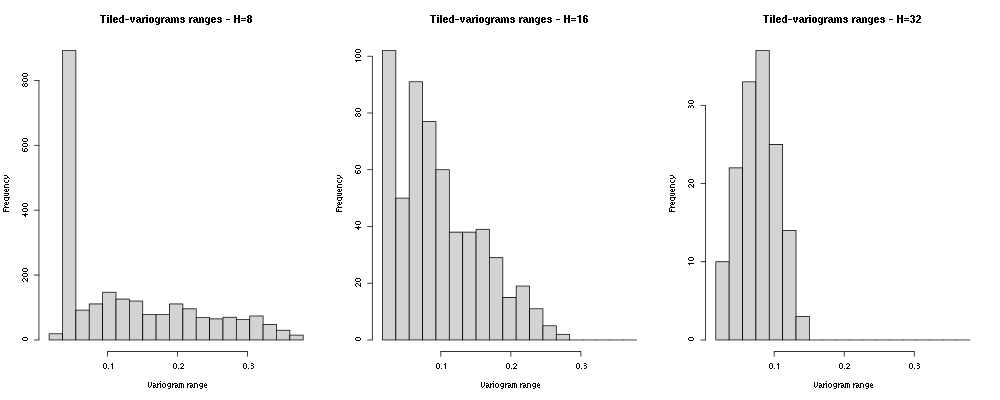 Tiled-variograms ranges - H=8
Frequency
0
200
400
600
800
0.1 0.2 0.3
Variogram range
Tiled-variograms ranges - H=16
Frequency
0
20
40
60
80
100
0.1 0.2 0.3
Variogram range
Tiled-variograms ranges - H=32
Frequency
0
10
20
30
0.1 0.2 0.3
Variogram range